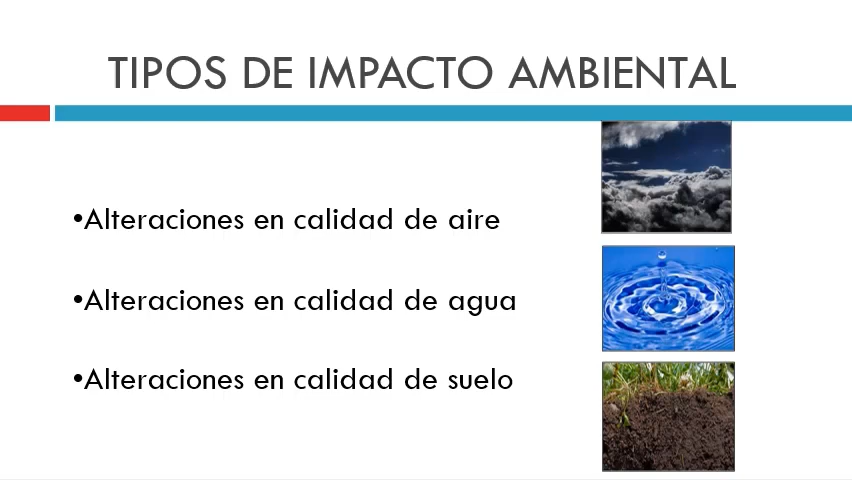 TIPOS DE IMPACTO AMBIENTAL
•Alteraciones en calidad de aire
•Alteraciones en calidad de agua
•Alteraciones en calidad de suelo